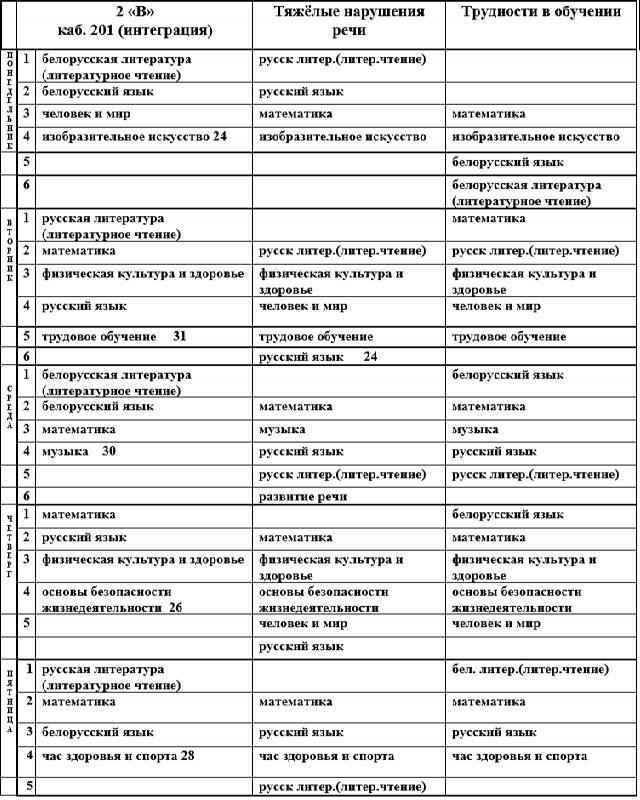 2 «В»
каб. 201 (интеграция)
Тяжёлые нарушения
речи
Трудности в обучении
ПОНЕДЕЛЬНИК
1 белорусская литература
(литературное чтение)
русск литер.(литер.чтение)
2 белорусский язык русский язык
3 человек и мир математика математика
4 изобразительное искусство 24 изобразительное искусство изобразительное искусство
5 белорусский язык
6 белорусская литература
(литературное чтение)
ВТОРНИК
1 русская литература
(литературное чтение)
математика
2 математика русск литер.(литер.чтение) русск литер.(литер.чтение)
3 физическая культура и здоровье
физическая культура и
здоровье
физическая культура и
здоровье
4 русский язык человек и мир человек и мир
5 трудовое обучение 31 трудовое обучение трудовое обучение
6 русский язык 24
СРЕДА
1 белорусская литература
(литературное чтение)
белорусский язык
2 белорусский язык математика математика
3 математика музыка музыка
4 музыка 30 русский язык русский язык
5 русск литер.(литер.чтение) русск литер.(литер.чтение)
6 развитие речи
ЧЕТВЕРГ
1 математика белорусский язык
2 русский язык математика математика
3 физическая культура и здоровье
физическая культура и
здоровье
физическая культура и
здоровье
4 основы безопасности
жизнедеятельности 26
основы безопасности
жизнедеятельности
основы безопасности
жизнедеятельности
5 человек и мир человек и мир
русский язык
ПЯТНИЦА
1 русская литература
(литературное чтение)
бел. литер.(литер.чтение)
2 математика математика математика
3 белорусский язык русский язык русский язык
4 час здоровья и спорта 28 час здоровья и спорта час здоровья и спорта
5 русск литер.(литер.чтение)